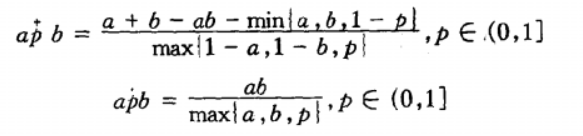 a p̂⁺ b = (a + b − ab − min{a,b,1 − p}) / (max{1 − a,1 − b,p}) ,p ∈ (0,1]
a ṗ b = ab / (max{a,b,p}) ,p ∈ (0,1]